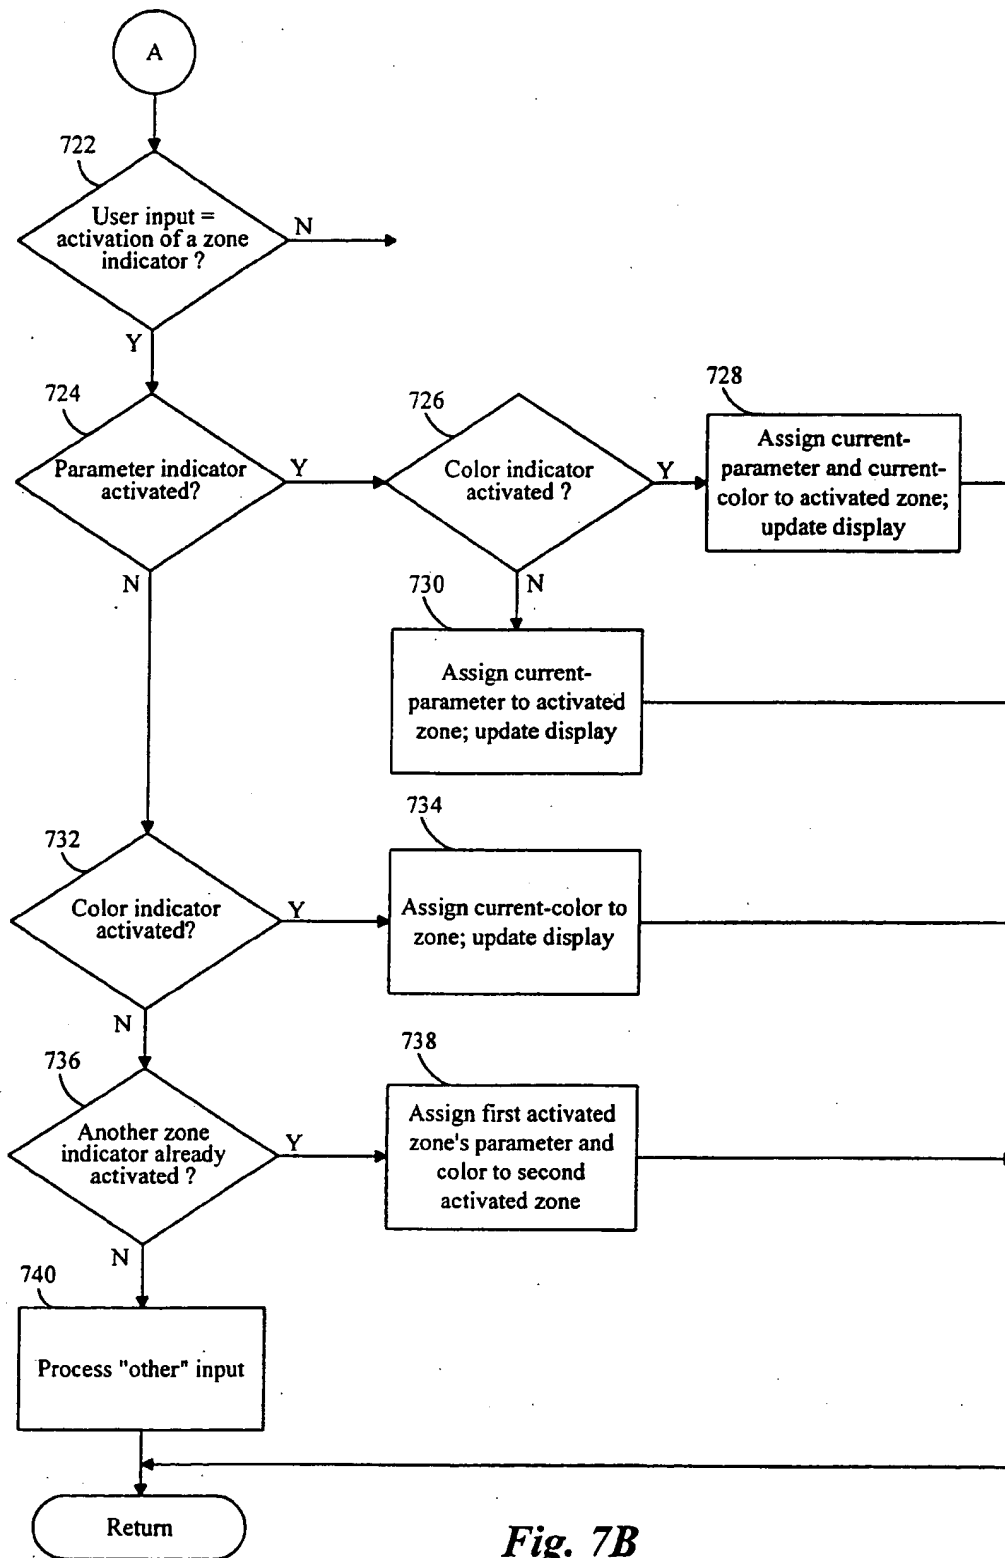 A
722
User input =
activation of a zone
indicator ?
N
Y
724
Parameter indicator
activated?
Y
N
726
Color indicator
activated ?
Y
N
728
Assign current-
parameter and current-
color to activated zone;
update display
730
Assign current-
parameter to activated
zone; update display
732
Color indicator
activated?
Y
N
734
Assign current-color to
zone; update display
736
Another zone
indicator already
activated ?
Y
N
738
Assign first activated
zone's parameter and
color to second
activated zone
740
Process "other" input
Return
Fig. 7B